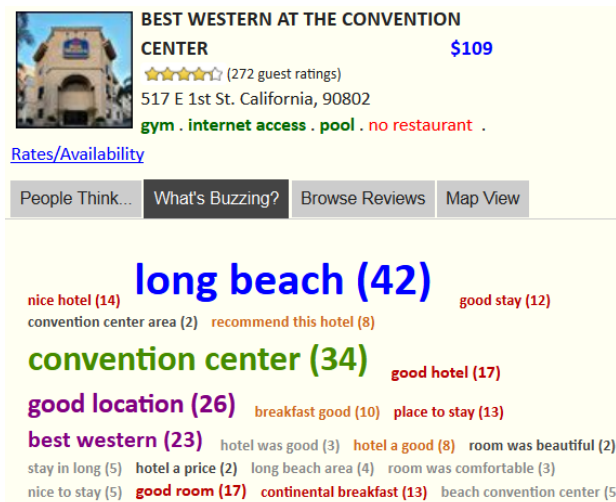 BEST WESTERN AT THE CONVENTION
CENTER $109
(272 guest ratings)
517 E 1st St. California, 90802
gym . internet access . pool . no restaurant .
Rates/Availability
People Think... What's Buzzing? Browse Reviews Map View
nice hotel (14) long beach (42) good stay (12)
convention center area (2) recommend this hotel (8)
convention center (34) good hotel (17)
good location (26) breakfast good (10) place to stay (13)
best western (23) hotel was good (3) hotel a good (8) room was beautiful (2)
stay in long (5) hotel a price (2) long beach area (4) room was comfortable (3)
nice to stay (5) good room (17) continental breakfast (13) beach convention center